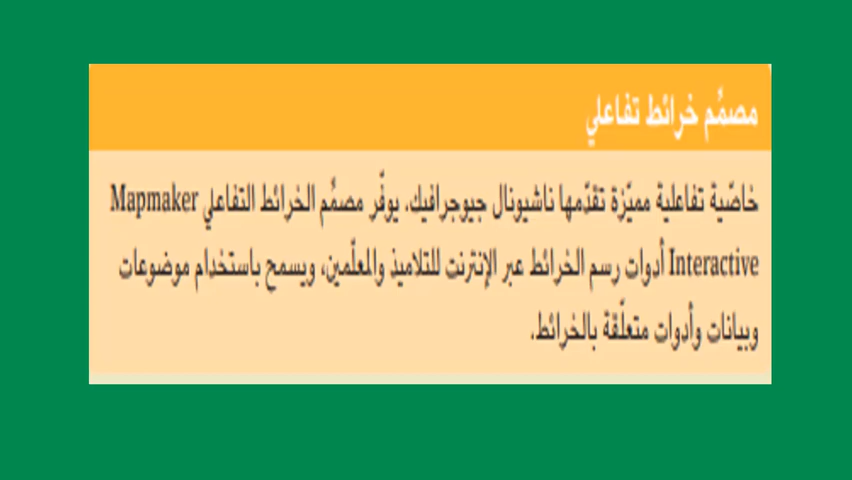 مصمُم خرائط تفاعلي
خاصّية تفاعلية مميّزة تقدّمها ناشيونال جيوجرافيك. يوفّر مصمُم الخرائط التفاعلي Mapmaker
Interactive أدوات رسم الخرائط عبر الإنترنت للتلاميذ والمعلّمين، ويسمح باستخدام موضوعات
وبيانات وأدوات متعلّقة بالخرائط.